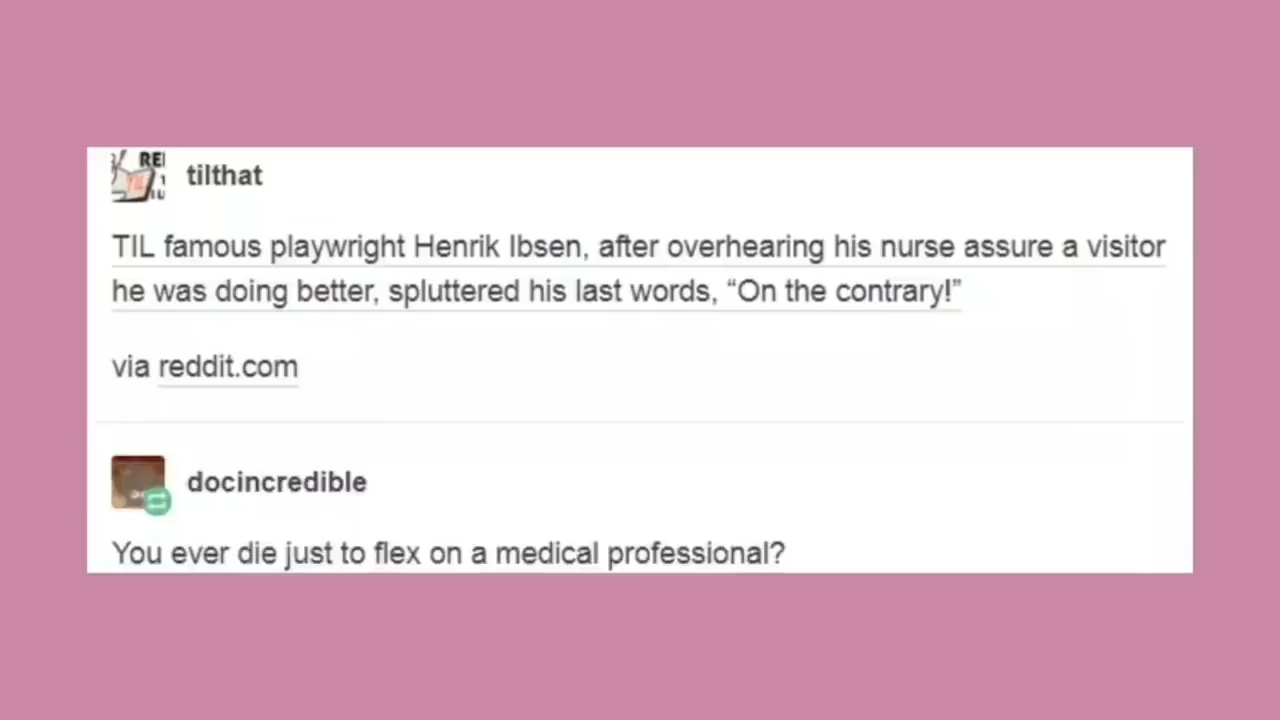 REI
tilthat
TIL famous playwright Henrik Ibsen, after overhearing his nurse assure a visitor
he was doing better, spluttered his last words, “On the contrary!”
via reddit.com
docincredible
You ever die just to flex on a medical professional?